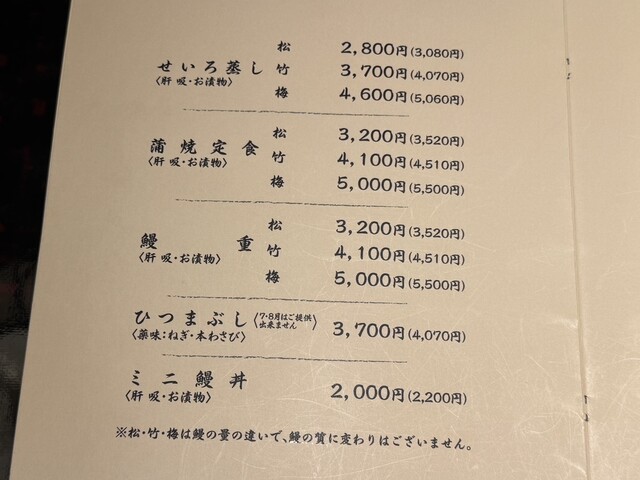 松 2,800円(3,080円)
せいろ蒸し 竹 3,700円(4,070円)
〈肝吸・お漬物〉
梅 4,600円(5,060円)
松 3,200円(3,520円)
蒲焼定食 竹 4,100円(4,510円)
〈肝吸・お漬物〉
梅 5,000円(5,500円)
松 3,200円(3,520円)
鰻重 竹 4,100円(4,510円)
〈肝吸・お漬物〉
梅 5,000円(5,500円)
ひつまぶし〈7・8月はご提供出来ません〉 3,700円(4,070円)
〈薬味:ねぎ・本わさび〉
ミニ鰻丼 2,000円(2,200円)
〈肝吸・お漬物〉
※松・竹・梅は鰻の量の違いで、鰻の質に変わりはございません。